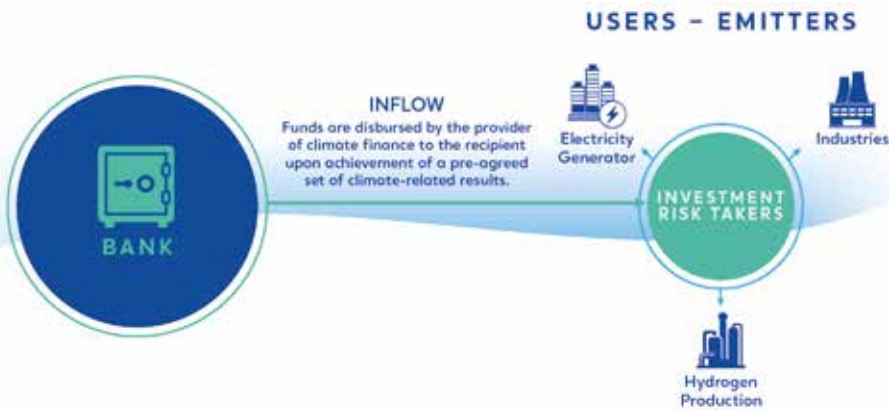 USERS – EMITTERS
INFLOW
Funds are disbursed by the provider
of climate finance to the recipient
upon achievement of a pre-agreed
set of climate-related results.
Electricity
Generator
Industries
BANK
INVESTMENT
RISK TAKERS
Hydrogen
Production